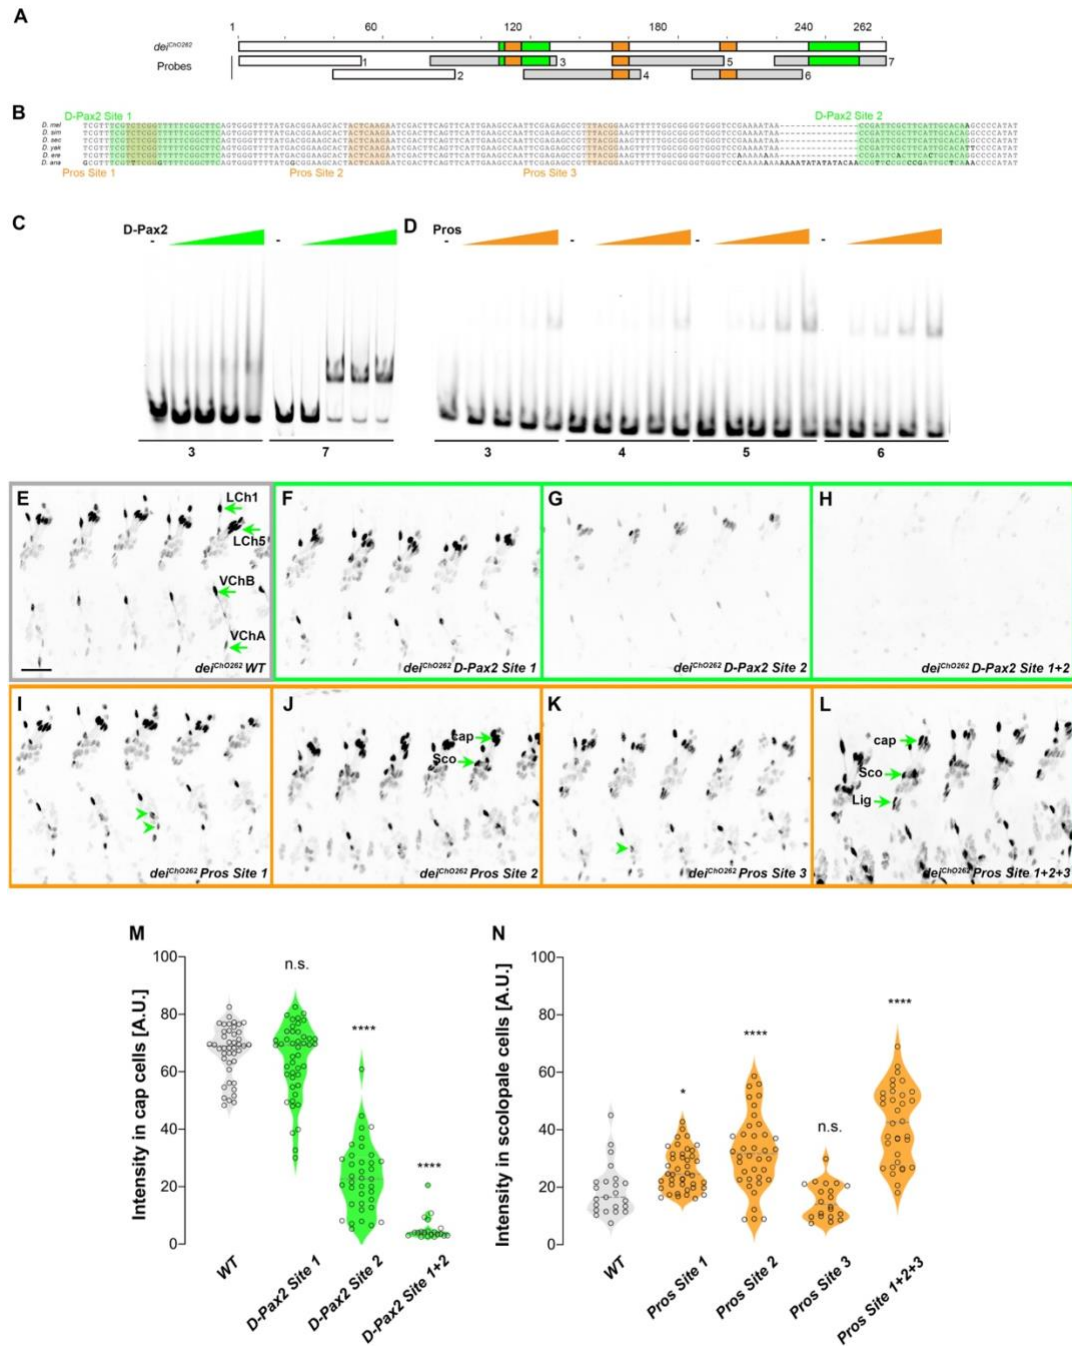 A
1 60 120 180 240 262
dei^ChO262
Probes
1 2 3 4 5 6 7
B
D-Pax2 Site 1 D-Pax2 Site 2
D. mel
D. sim
D. sec
D. yak
D. ere
D. ana
Pros Site 1 Pros Site 2 Pros Site 3
C D
D-Pax2 - - Pros - - - -
3 7 3 4 5 6
E F G H
LCh1
LCh5
VChB
VChA
dei^ChO262 WT dei^ChO262 D-Pax2 Site 1 dei^ChO262 D-Pax2 Site 2 dei^ChO262 D-Pax2 Site 1+2
I J K L
cap cap
Sco Sco
Lig
dei^ChO262 Pros Site 1 dei^ChO262 Pros Site 2 dei^ChO262 Pros Site 3 dei^ChO262 Pros Site 1+2+3
M
Intensity in cap cells [A.U.]
100
80
60
40
20
0
n.s.
****
****
WT
D-Pax2 Site 1
D-Pax2 Site 2
D-Pax2 Site 1+2
N
Intensity in scolopale cells [A.U.]
100
80
60
40
20
0
*
****
n.s.
****
WT
Pros Site 1
Pros Site 2
Pros Site 3
Pros Site 1+2+3